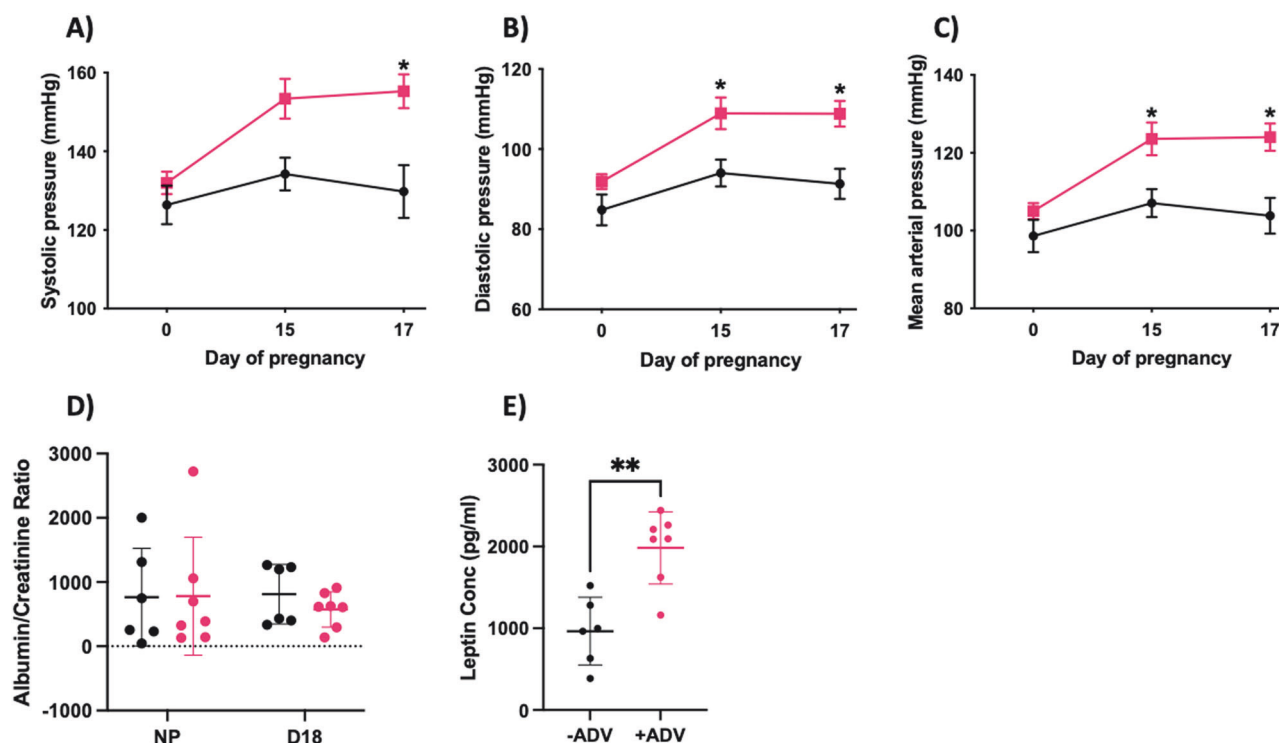 A)
Systolic pressure (mmHg)
160
140
120
100
*
0 15 17
Day of pregnancy
B)
Diastolic pressure (mmHg)
120
100
80
60
* *
0 15 17
Day of pregnancy
C)
Mean arterial pressure (mmHg)
140
120
100
80
* *
0 15 17
Day of pregnancy
D)
Albumin/Creatinine Ratio
3000
2000
1000
0
-1000
NP D18
E)
Leptin Conc (pg/ml)
3000
2000
1000
0
**
-ADV +ADV